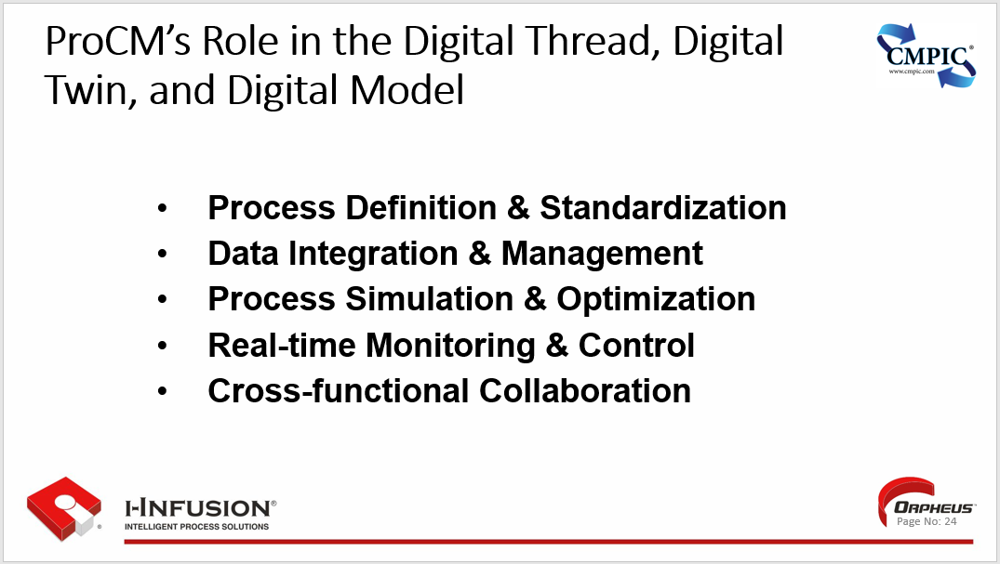 ProCM’s Role in the Digital Thread, Digital
Twin, and Digital Model
CMPIC®
www.cmpic.com
• Process Definition & Standardization
• Data Integration & Management
• Process Simulation & Optimization
• Real-time Monitoring & Control
• Cross-functional Collaboration
®
I-INFUSION®
INTELLIGENT PROCESS SOLUTIONS
ORPHEUS™
Page No: 24